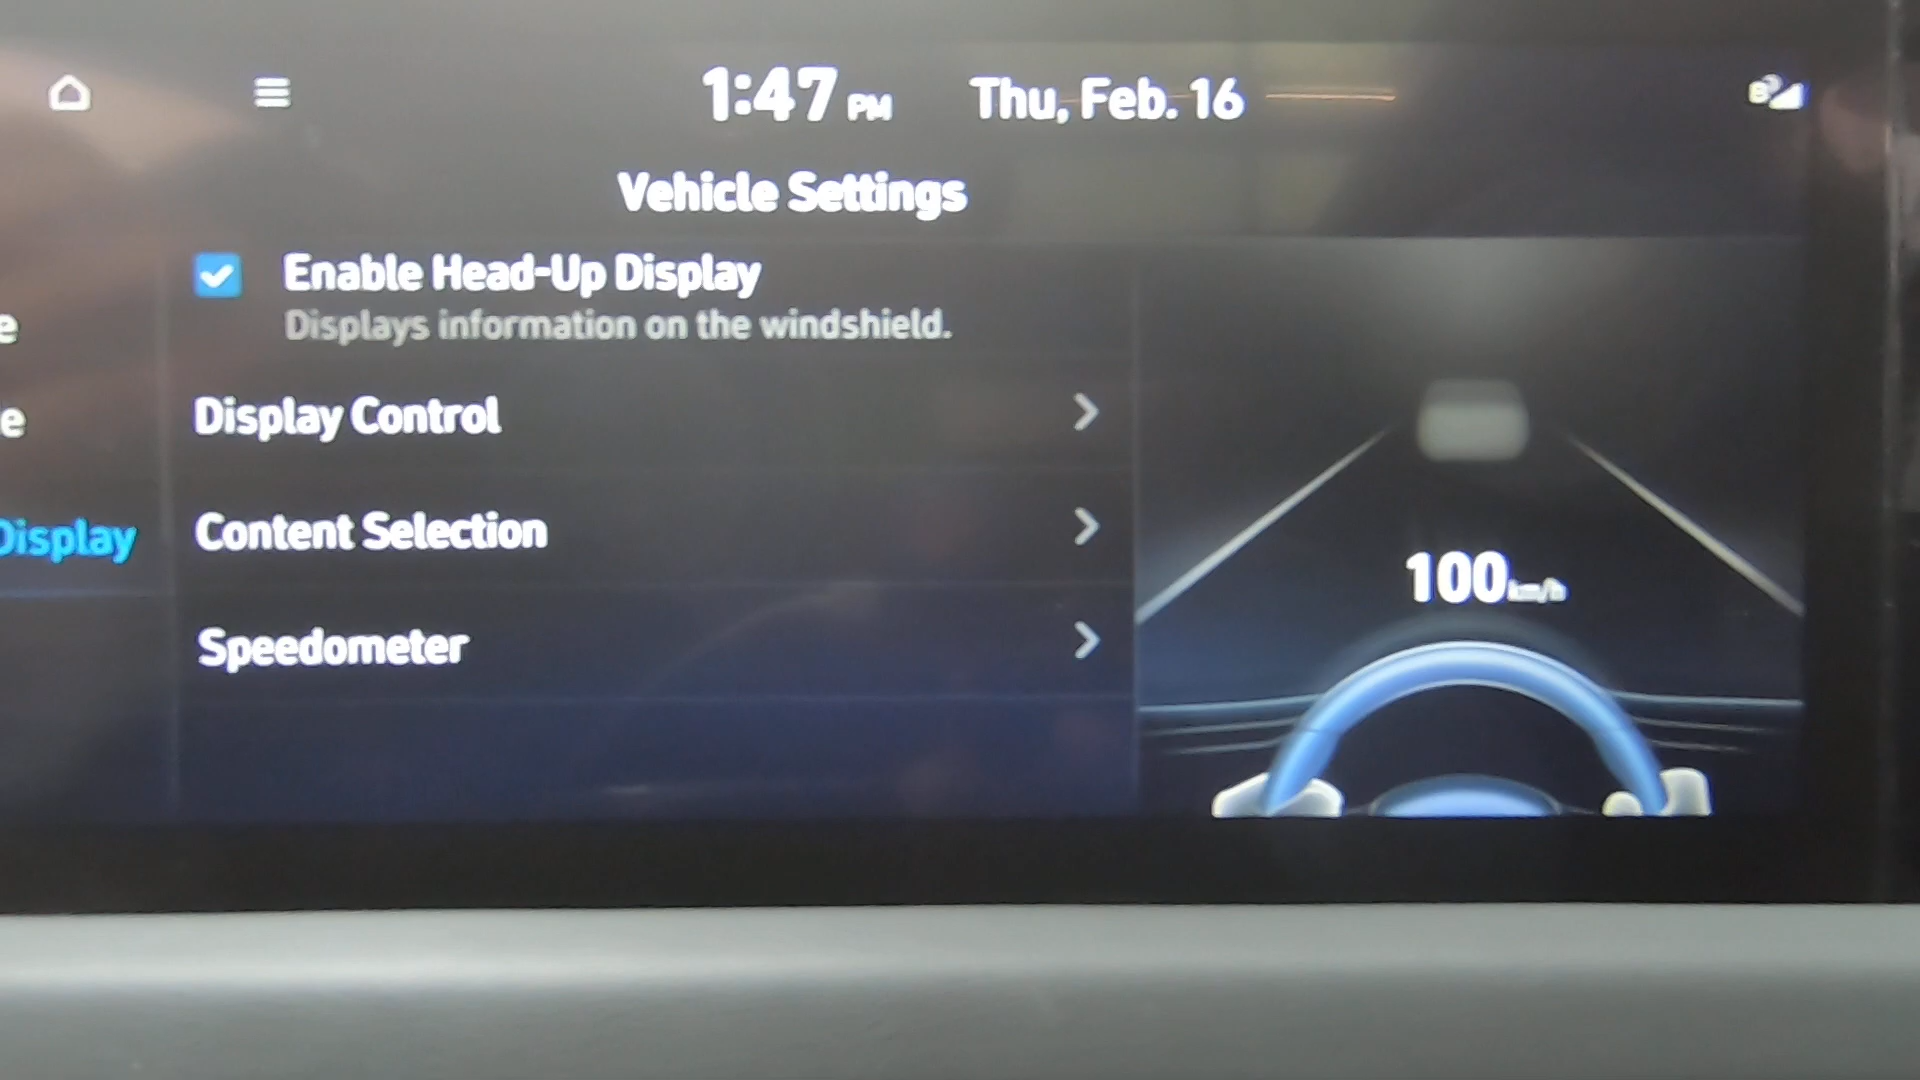 1:47 PM Thu, Feb. 16
Vehicle Settings
Enable Head-Up Display
Displays information on the windshield.
e
Display Control
e
Content Selection
Display
Speedometer
100 km/h